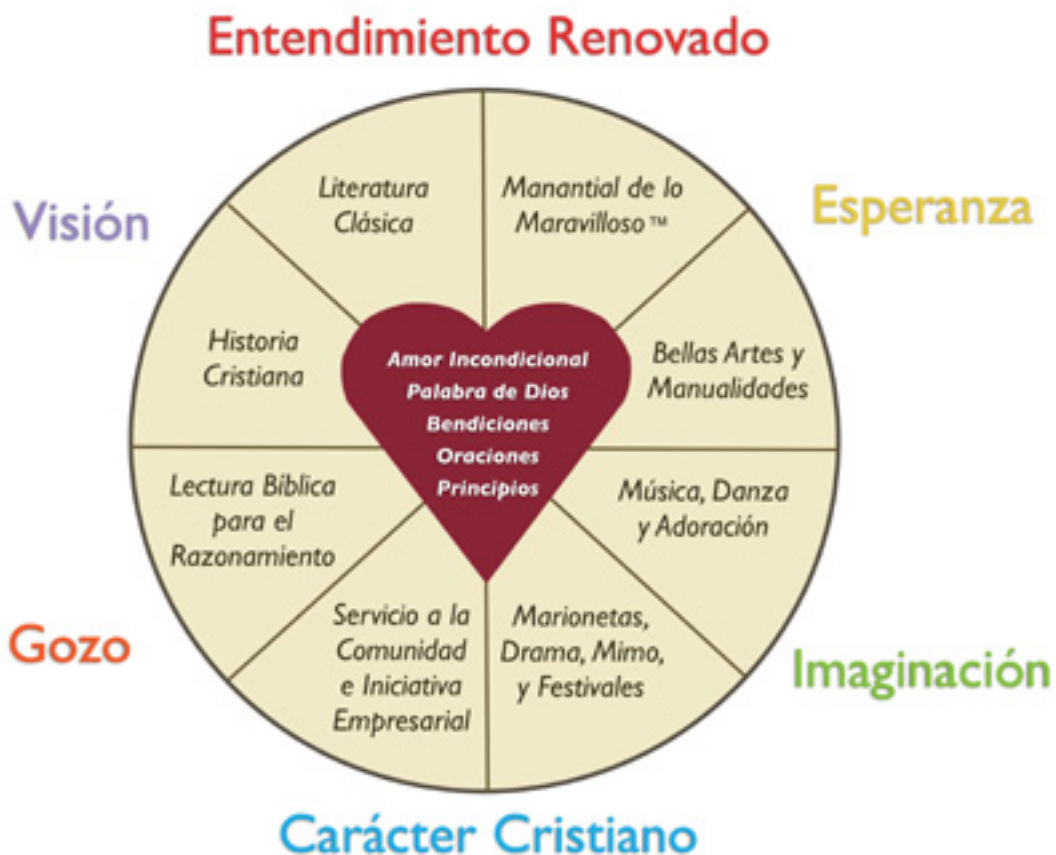 Entendimiento Renovado
Visión
Esperanza
Literatura
Clásica
Manantial de lo
Maravilloso™
Historia
Cristiana
Amor Incondicional
Palabra de Dios
Bendiciones
Oraciones
Principios
Bellas Artes y
Manualidades
Lectura Bíblica
para el
Razonamiento
Música, Danza
y Adoración
Servicio a la
Comunidad
e Iniciativa
Empresarial
Marionetas,
Drama, Mimo,
y Festivales
Gozo
Imaginación
Carácter Cristiano